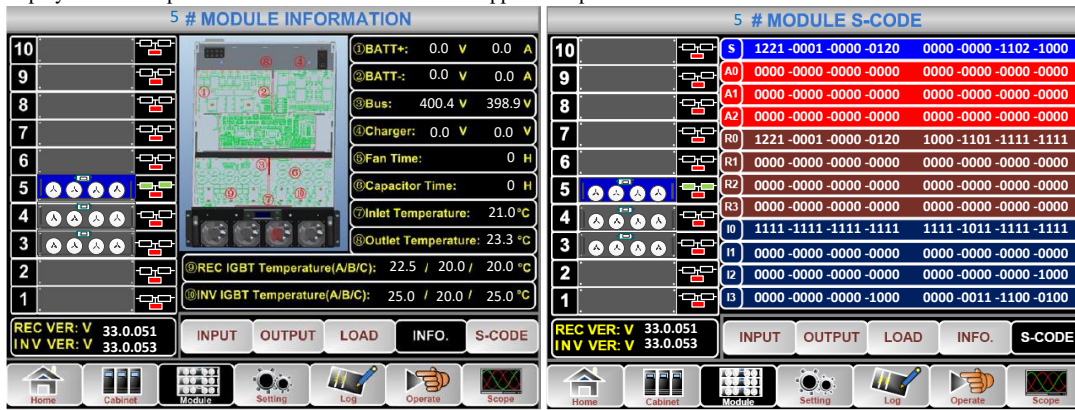 5 # MODULE INFORMATION
10
9
8
7
6
5
4
3
2
1
①BATT+: 0.0 V 0.0 A
②BATT-: 0.0 V 0.0 A
③Bus: 400.4 V 398.9 V
④Charger: 0.0 V 0.0 V
⑤Fan Time: 0 H
⑥Capacitor Time: 0 H
⑦Inlet Temperature: 21.0°C
⑧Outlet Temperature: 23.3 °C
⑨REC IGBT Temperature(A/B/C): 22.5 / 20.0 / 20.0 °C
⑩INV IGBT Temperature(A/B/C): 25.0 / 20.0 / 25.0 °C
REC VER: V 33.0.051
INV VER: V 33.0.053
INPUT OUTPUT LOAD INFO. S-CODE
Home Cabinet Module Setting Log Operate Scope
5 # MODULE S-CODE
10
9
8
7
6
5
4
3
2
1
S 1221 -0001 -0000 -0120 0000 -0000 -1102 -1000
A0 0000 -0000 -0000 -0000 0000 -0000 -0000 -0000
A1 0000 -0000 -0000 -0000 0000 -0000 -0000 -0000
A2 0000 -0000 -0000 -0000 0000 -0000 -0000 -0000
R0 1221 -0001 -0000 -0120 1000 -1101 -1111 -1111
R1 0000 -0000 -0000 -0000 0000 -0000 -0000 -0000
R2 0000 -0000 -0000 -0000 0000 -0000 -0000 -0000
R3 0000 -0000 -0000 -0000 0000 -0000 -0000 -0000
I0 1111 -1111 -1111 -1111 1111 -1011 -1111 -1111
I1 0000 -0000 -0000 -0000 0000 -0000 -0000 -0000
I2 0000 -0000 -0000 -0000 0000 -0000 -0000 -1000
I3 0000 -0000 -0000 -1000 0000 -0011 -1100 -0100
REC VER: V 33.0.051
INV VER: V 33.0.053
INPUT OUTPUT LOAD INFO. S-CODE
Home Cabinet Module Setting Log Operate Scope